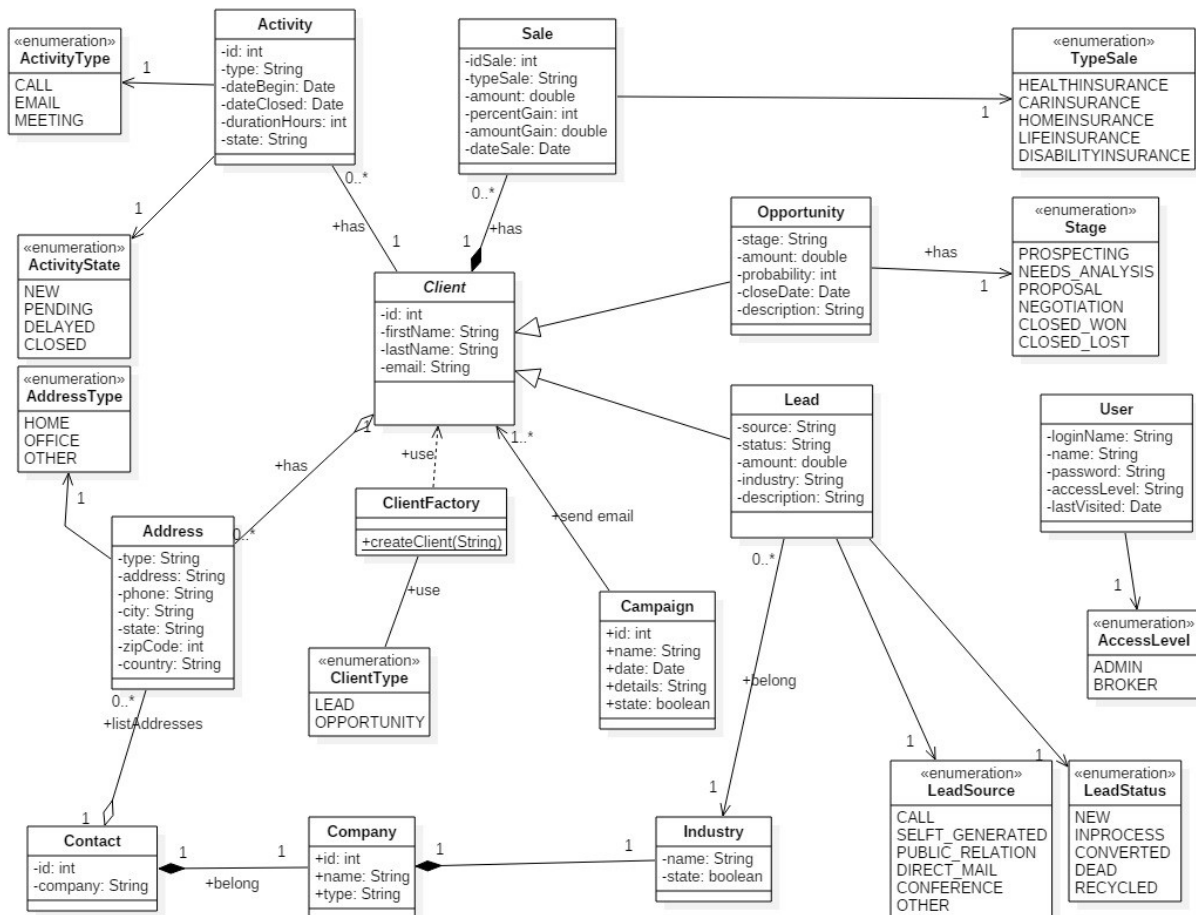 Activity
-id: int
-type: String
-dateBegin: Date
-dateClosed: Date
-durationHours: int
-state: String
«enumeration»
ActivityType
CALL
EMAIL
MEETING
1
Sale
-idSale: int
-typeSale: String
-amount: double
-percentGain: int
-amountGain: double
-dateSale: Date
«enumeration»
TypeSale
HEALTHINSURANCE
CARINSURANCE
HOMEINSURANCE
LIFEINSURANCE
DISABILITYINSURANCE
1
0..*
+has
1
0..*
+has
1
1
«enumeration»
ActivityState
NEW
PENDING
DELAYED
CLOSED
Client
-id: int
-firstName: String
-lastName: String
-email: String
Opportunity
-stage: String
-amount: double
-probability: int
-closeDate: Date
-description: String
+has
1
«enumeration»
Stage
PROSPECTING
NEEDS_ANALYSIS
PROPOSAL
NEGOTIATION
CLOSED_WON
CLOSED_LOST
«enumeration»
AddressType
HOME
OFFICE
OTHER
1
1
+has
0..*
+use
1..*
+send email
Lead
-source: String
-status: String
-amount: double
-industry: String
-description: String
User
-loginName: String
-name: String
-password: String
-accessLevel: String
-lastVisited: Date
1
«enumeration»
AccessLevel
ADMIN
BROKER
Address
-type: String
-address: String
-phone: String
-city: String
-state: String
-zipCode: int
-country: String
ClientFactory
+createClient(String)
+use
«enumeration»
ClientType
LEAD
OPPORTUNITY
Campaign
+id: int
+name: String
+date: Date
+details: String
+state: boolean
0..*
+belong
1
0..*
+listAddresses
1
1
1
«enumeration»
LeadSource
CALL
SELFT_GENERATED
PUBLIC_RELATION
DIRECT_MAIL
CONFERENCE
OTHER
«enumeration»
LeadStatus
NEW
INPROCESS
CONVERTED
DEAD
RECYCLED
Contact
-id: int
-company: String
1
+belong
1
Company
+id: int
+name: String
+type: String
1
1
Industry
-name: String
-state: boolean